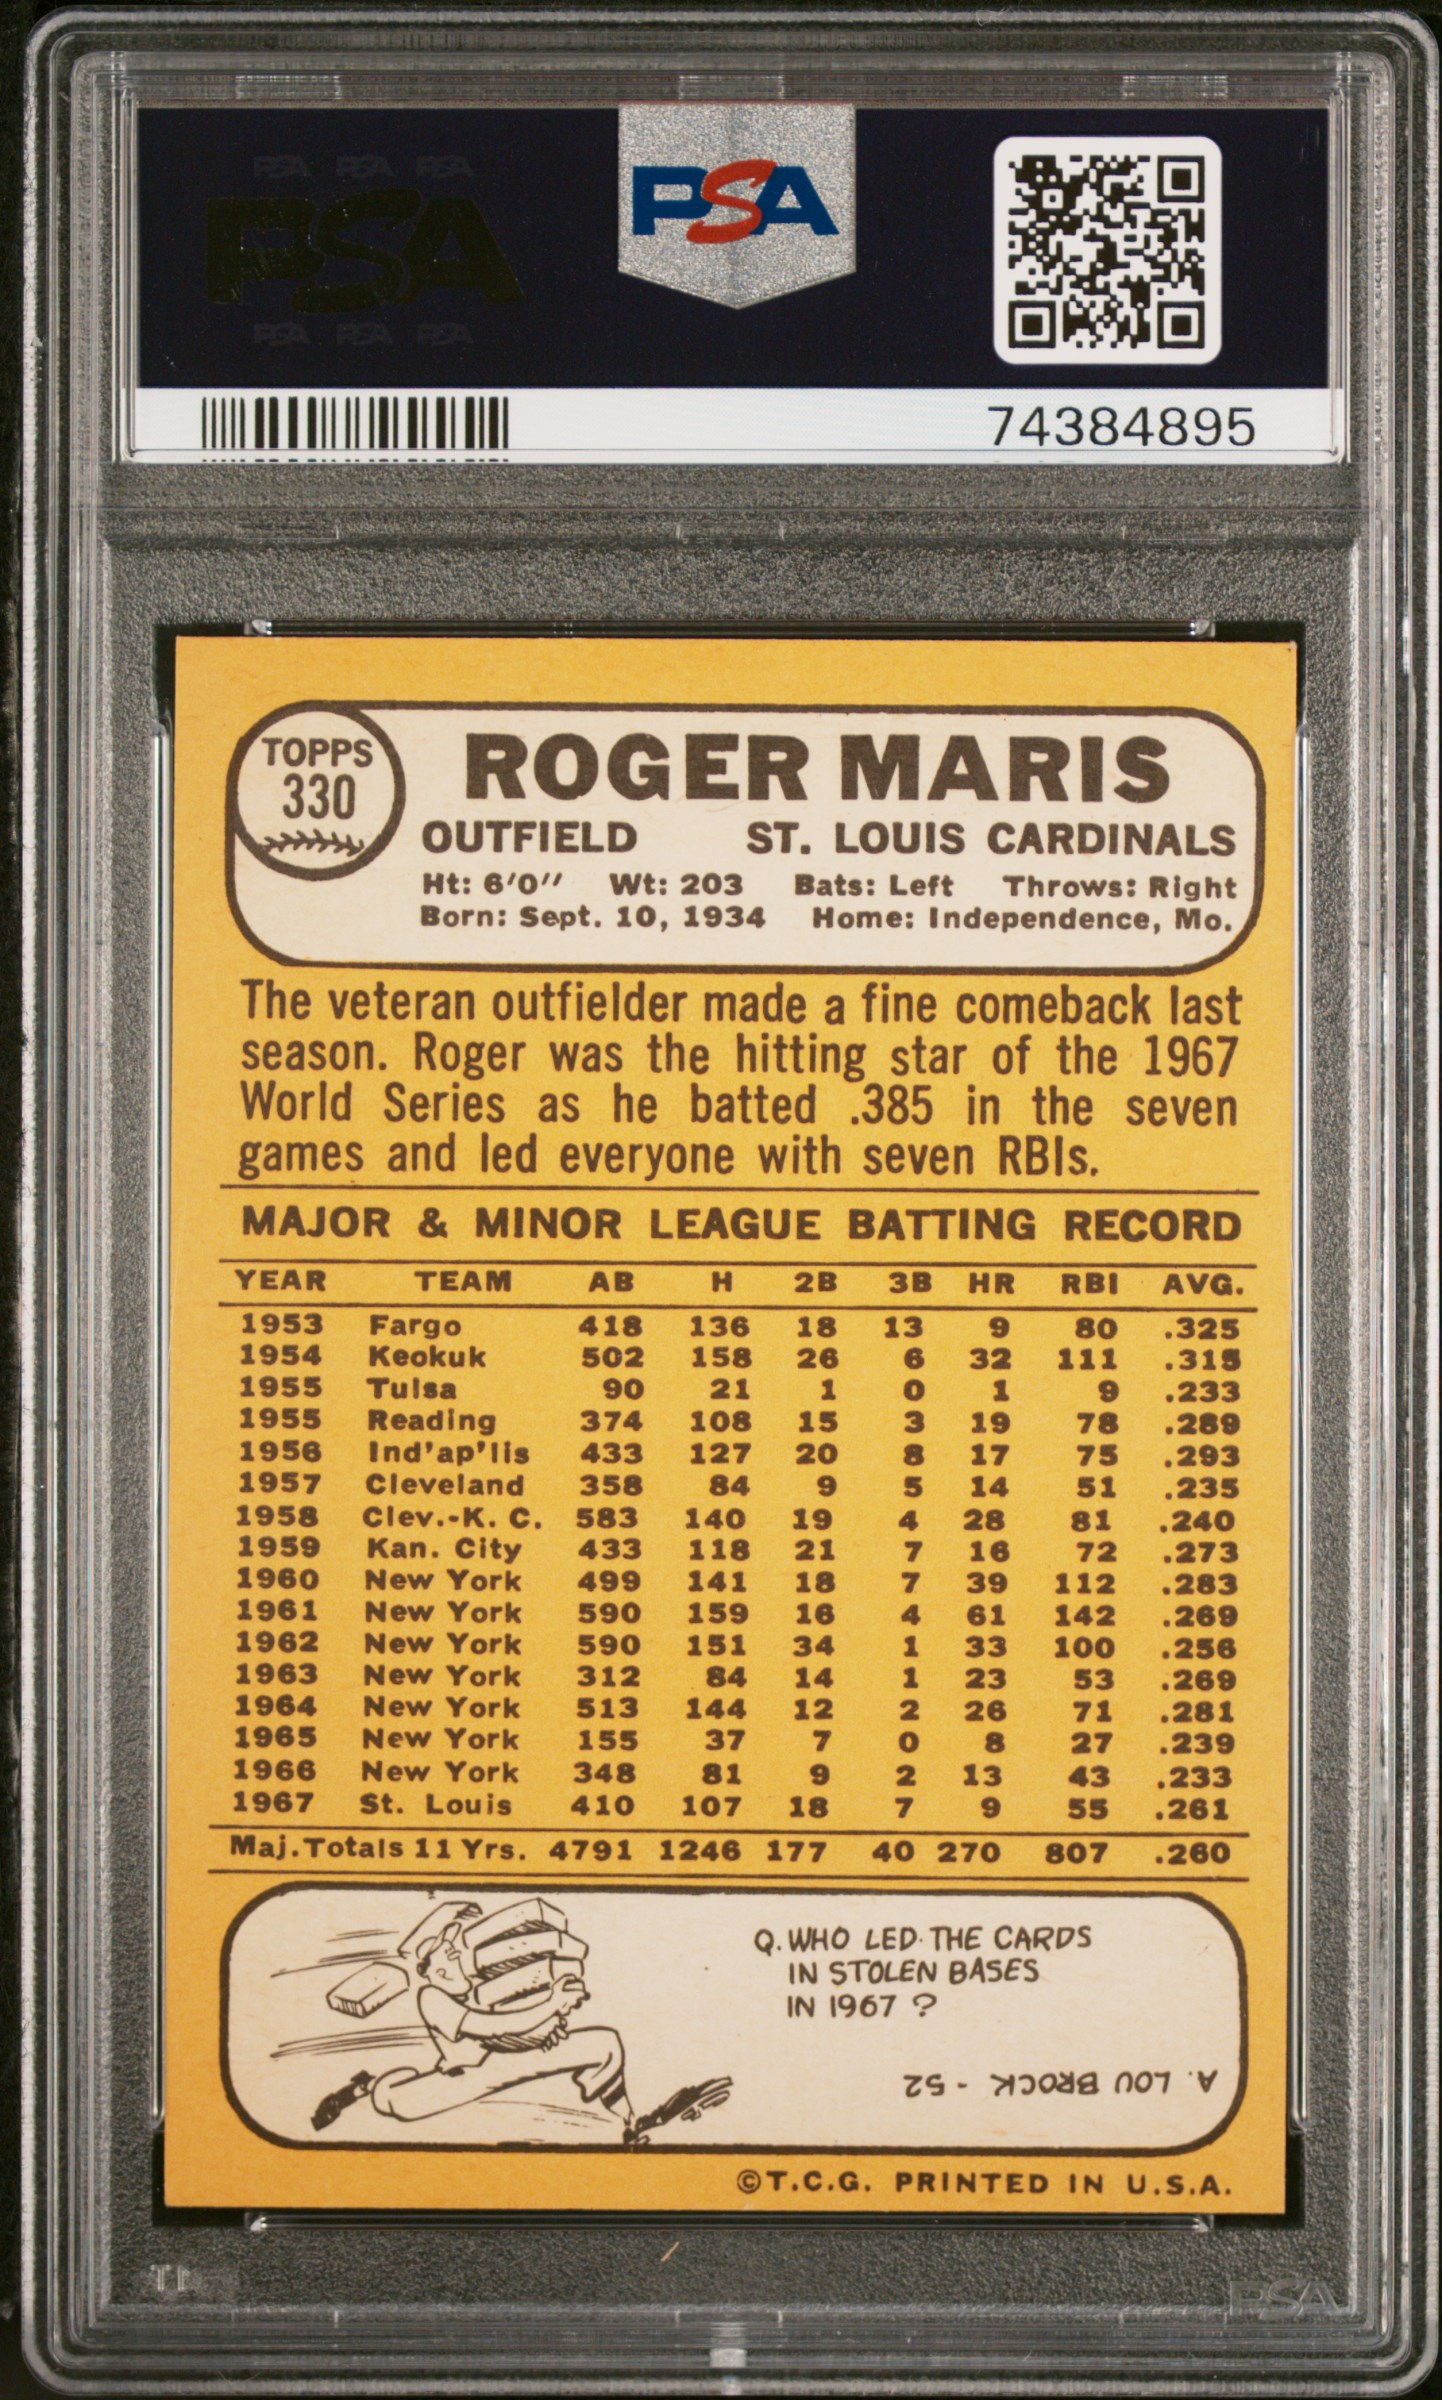 PSA PSA PSA
PSA
PSA PSA PSA
PSA
74384895
TOPPS
330
ROGER MARIS
OUTFIELD ST. LOUIS CARDINALS
Ht: 6'0'' Wt: 203 Bats: Left Throws: Right
Born: Sept. 10, 1934 Home: Independence, Mo.
The veteran outfielder made a fine comeback last
season. Roger was the hitting star of the 1967
World Series as he batted .385 in the seven
games and led everyone with seven RBIs.
MAJOR & MINOR LEAGUE BATTING RECORD
YEAR TEAM AB H 2B 3B HR RBI AVG.
1953 Fargo 418 136 18 13 9 80 .325
1954 Keokuk 502 158 26 6 32 111 .315
1955 Tulsa 90 21 1 0 1 9 .233
1955 Reading 374 108 15 3 19 78 .289
1956 Ind'ap'lis 433 127 20 8 17 75 .293
1957 Cleveland 358 84 9 5 14 51 .235
1958 Clev.-K. C. 583 140 19 4 28 81 .240
1959 Kan. City 433 118 21 7 16 72 .273
1960 New York 499 141 18 7 39 112 .283
1961 New York 590 159 16 4 61 142 .269
1962 New York 590 151 34 1 33 100 .256
1963 New York 312 84 14 1 23 53 .269
1964 New York 513 144 12 2 26 71 .281
1965 New York 155 37 7 0 8 27 .239
1966 New York 348 81 9 2 13 43 .233
1967 St. Louis 410 107 18 7 9 55 .261
Maj. Totals 11 Yrs. 4791 1246 177 40 270 807 .260
Q. WHO LED THE CARDS
IN STOLEN BASES
IN 1967 ?
A. LOU BROCK - 52
©T.C.G. PRINTED IN U.S.A.
PSA